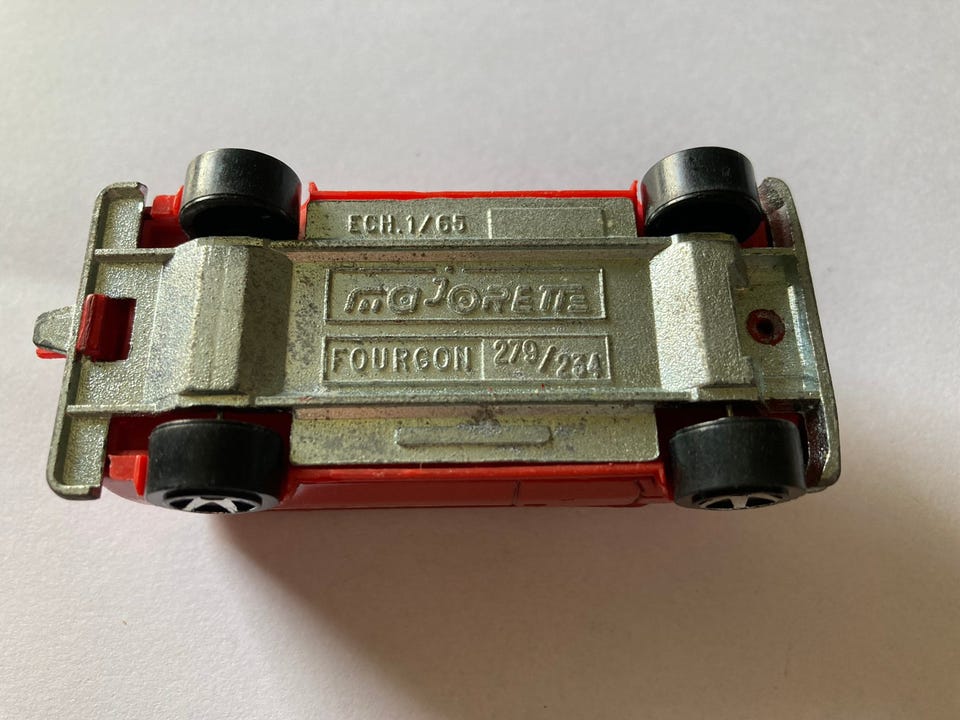 ECH. 1/65
majORETTE
FOURGON 279/234